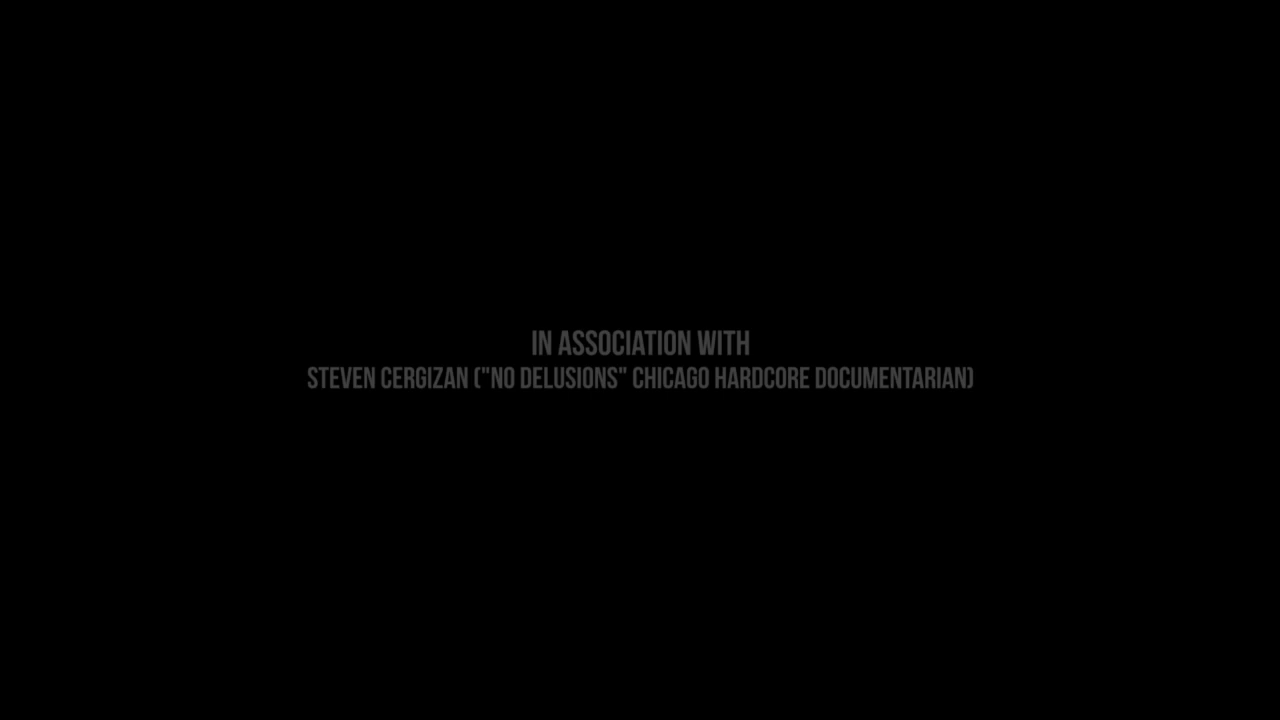 IN ASSOCIATION WITH
STEVEN CERGIZAN ("NO DELUSIONS" CHICAGO HARDCORE DOCUMENTARIAN)